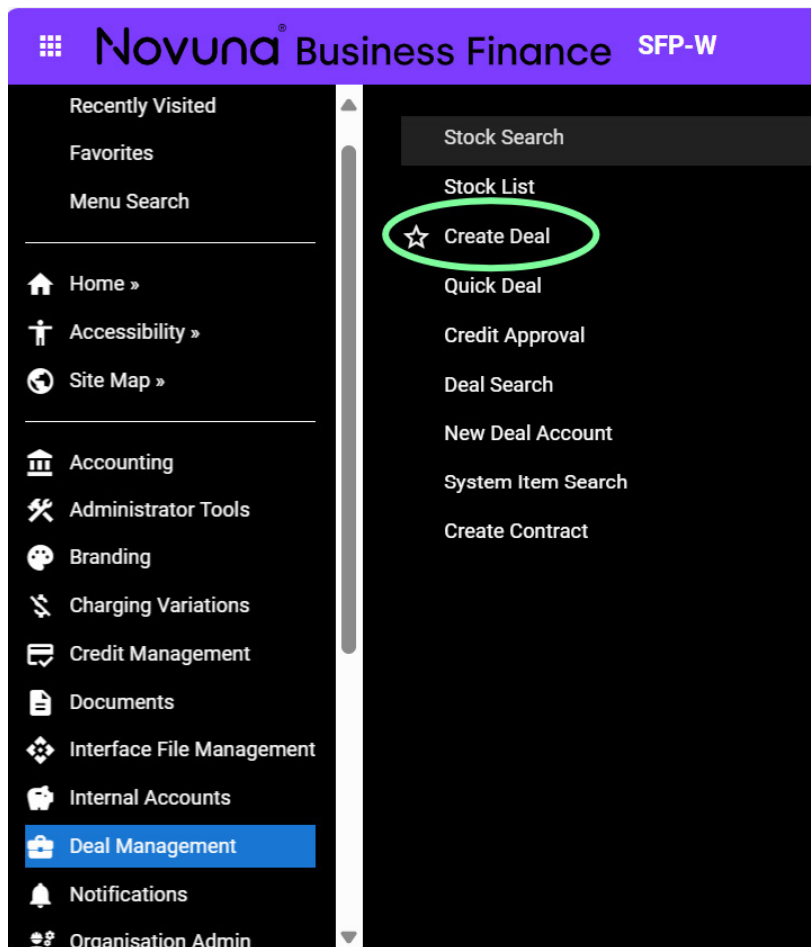 Novuna® Business Finance SFP-W
Recently Visited
Favorites
Menu Search
Home »
Accessibility »
Site Map »
Accounting
Administrator Tools
Branding
Charging Variations
Credit Management
Documents
Interface File Management
Internal Accounts
Deal Management
Notifications
Organisation Admin
Stock Search
Stock List
Create Deal
Quick Deal
Credit Approval
Deal Search
New Deal Account
System Item Search
Create Contract